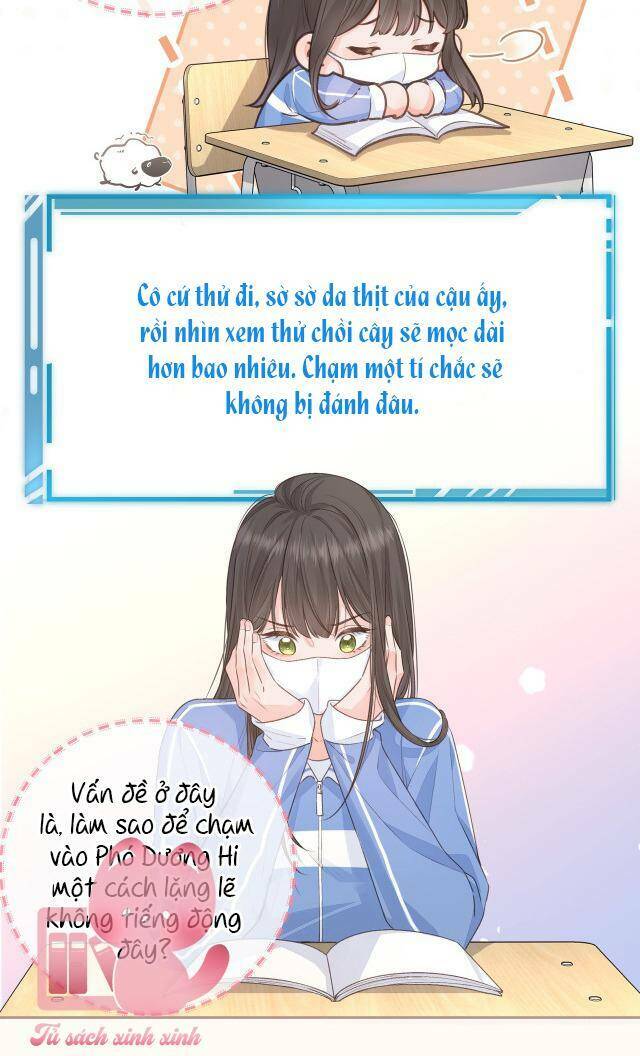 Cô cứ thử đi, sờ sờ da thịt của cậu ấy,
rồi nhìn xem thử chồi cây sẽ mọc dài
hơn bao nhiêu. Chạm một tí chắc sẽ
không bị đánh đâu.
Vấn đề ở đây
là, làm sao để chạm
vào Phó Dương Hi
một cách lặng lẽ
không tiếng động
đây?
Tủ sách xinh xinh